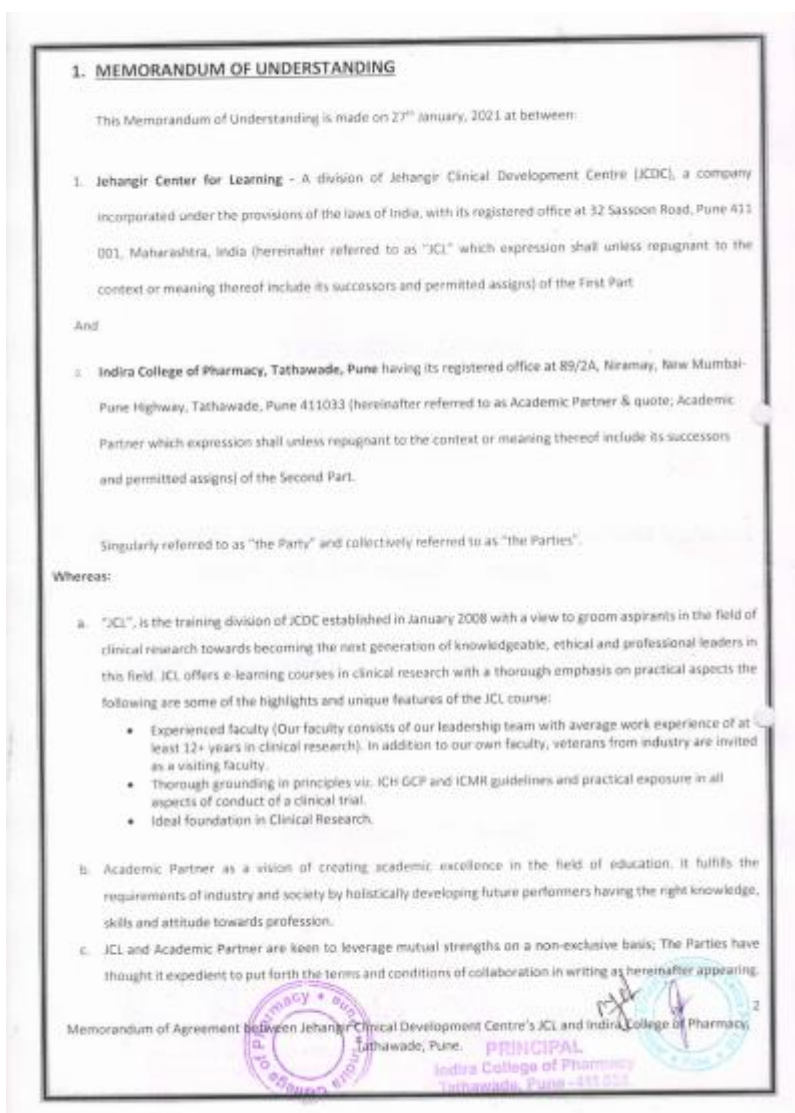 1. MEMORANDUM OF UNDERSTANDING
This Memorandum of Understanding is made on 27th January, 2021 at between:
1. Jehangir Center for Learning - A division of Jehangir Clinical Development Centre (JCDC), a company
incorporated under the provisions of the laws of India, with its registered office at 32 Sassoon Road, Pune 411
001, Maharashtra, India (hereinafter referred to as "JCL" which expression shall unless repugnant to the
context or meaning thereof include its successors and permitted assigns) of the First Part
And
2. Indira College of Pharmacy, Tathawade, Pune having its registered office at 89/2A, Niramay, New Mumbai-
Pune Highway, Tathawade, Pune 411033 (hereinafter referred to as Academic Partner & quote; Academic
Partner which expression shall unless repugnant to the context or meaning thereof include its successors
and permitted assigns) of the Second Part.
Singularly referred to as "the Party" and collectively referred to as "the Parties".
Whereas:
a. "JCL", is the training division of JCDC established in January 2008 with a view to groom aspirants in the field of
clinical research towards becoming the next generation of knowledgeable, ethical and professional leaders in
this field. JCL offers e-learning courses in clinical research with a thorough emphasis on practical aspects the
following are some of the highlights and unique features of the JCL course:
• Experienced faculty (Our faculty consists of our leadership team with average work experience of at
least 12+ years in clinical research). In addition to our own faculty, veterans from industry are invited
as a visiting faculty.
• Thorough grounding in principles viz. ICH GCP and ICMR guidelines and practical exposure in all
aspects of conduct of a clinical trial.
• Ideal foundation in Clinical Research.
b. Academic Partner as a vision of creating academic excellence in the field of education. It fulfills the
requirements of industry and society by holistically developing future performers having the right knowledge,
skills and attitude towards profession.
c. JCL and Academic Partner are keen to leverage mutual strengths on a non-exclusive basis; The Parties have
thought it expedient to put forth the terms and conditions of collaboration in writing as hereinafter appearing.
2
Memorandum of Agreement between Jehangir Clinical Development Centre's JCL and Indira College of Pharmacy,
Tathawade, Pune.
PRINCIPAL
Indira College of Pharmacy
Tathawade, Pune - 411 033.
Indira College of Pharmacy • Pune